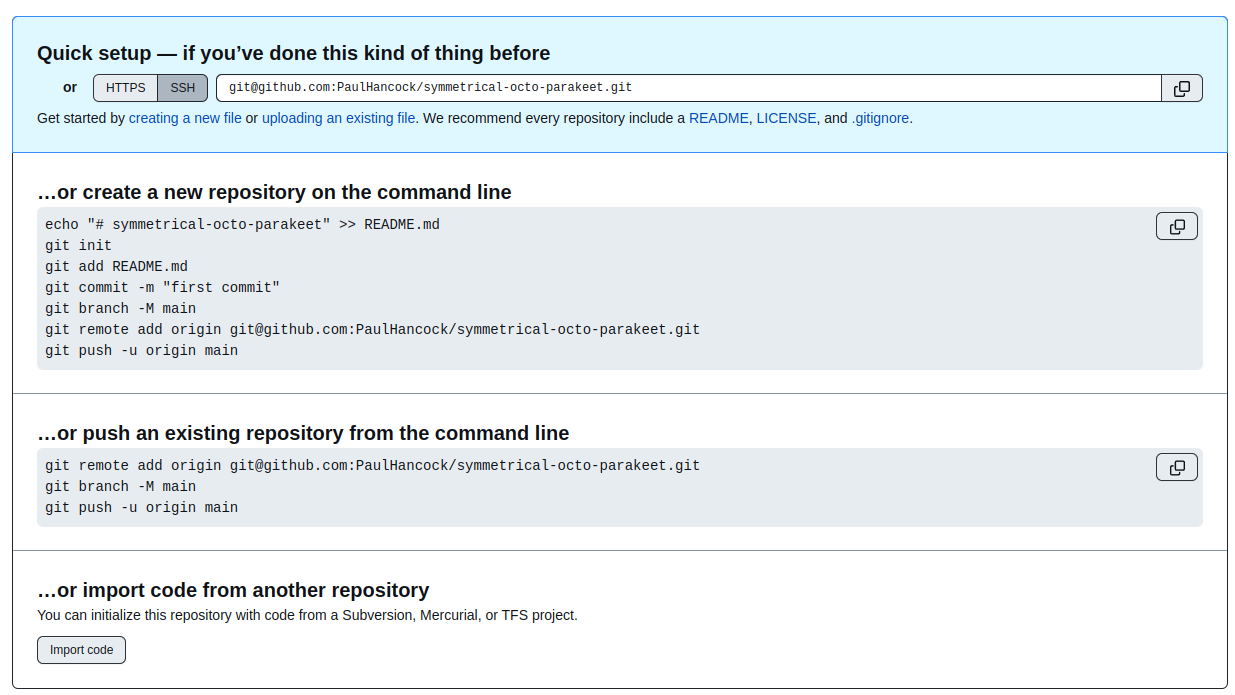 Quick setup — if you’ve done this kind of thing before
or HTTPS SSH git@github.com:PaulHancock/symmetrical-octo-parakeet.git
Get started by creating a new file or uploading an existing file. We recommend every repository include a README, LICENSE, and .gitignore.
…or create a new repository on the command line
echo "# symmetrical-octo-parakeet" >> README.md
git init
git add README.md
git commit -m "first commit"
git branch -M main
git remote add origin git@github.com:PaulHancock/symmetrical-octo-parakeet.git
git push -u origin main
…or push an existing repository from the command line
git remote add origin git@github.com:PaulHancock/symmetrical-octo-parakeet.git
git branch -M main
git push -u origin main
…or import code from another repository
You can initialize this repository with code from a Subversion, Mercurial, or TFS project.
Import code